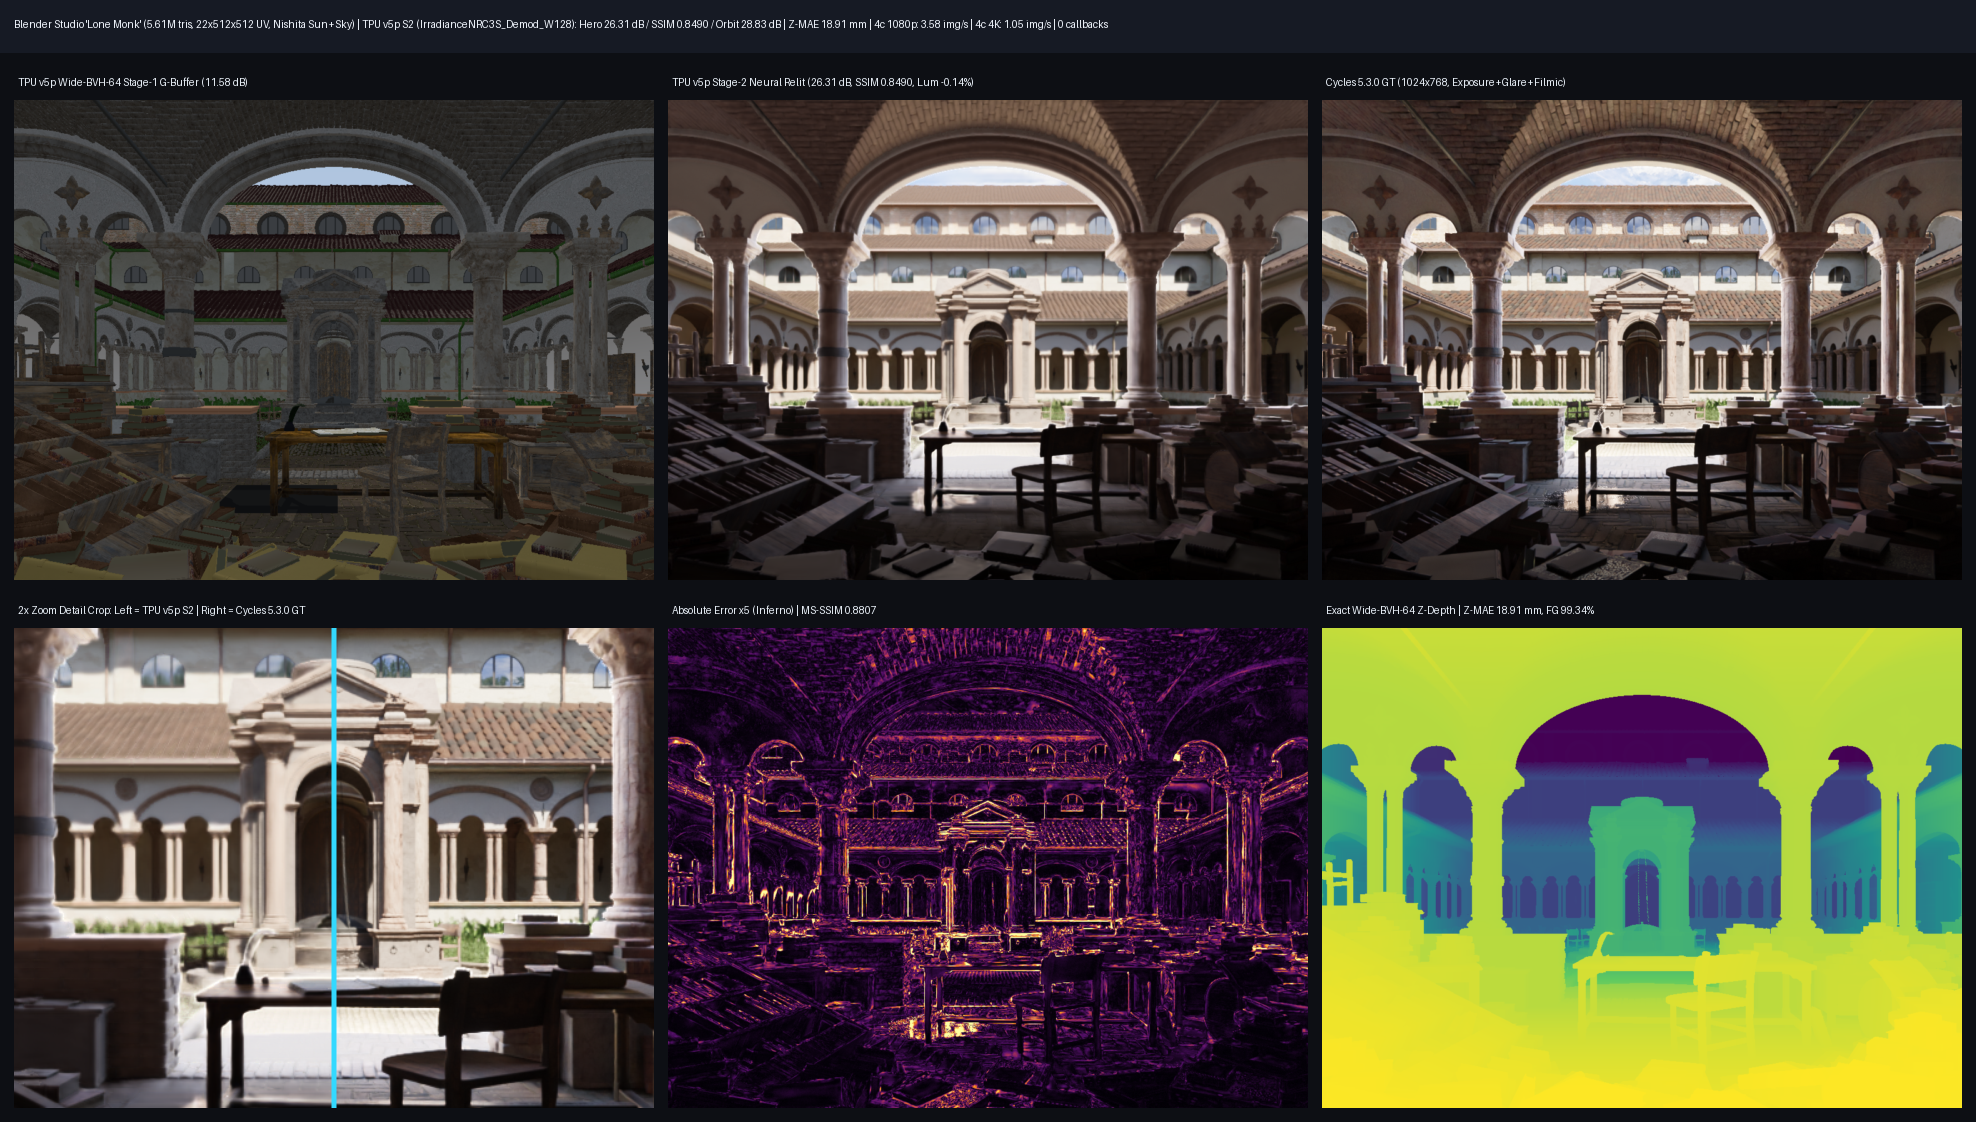 Blender Studio 'Lone Monk' (5.61M tris, 22x512x512 UV, Nishita Sun+Sky) | TPU v5p S2 (IrradianceNRC3S_Demod_W128): Hero 26.31 dB / SSIM 0.8490 / Orbit 28.83 dB | Z-MAE 18.91 mm | 4c 1080p: 3.58 img/s | 4c 4K: 1.05 img/s | 0 callbacks
TPU v5p Wide-BVH-64 Stage-1 G-Buffer (11.58 dB)
TPU v5p Stage-2 Neural Relit (26.31 dB, SSIM 0.8490, Lum -0.14%)
Cycles 5.3.0 GT (1024x768, Exposure+Glare+Filmic)
2x Zoom Detail Crop: Left = TPU v5p S2 | Right = Cycles 5.3.0 GT
Absolute Error x5 (Inferno) | MS-SSIM 0.8807
Exact Wide-BVH-64 Z-Depth | Z-MAE 18.91 mm, FG 99.34%